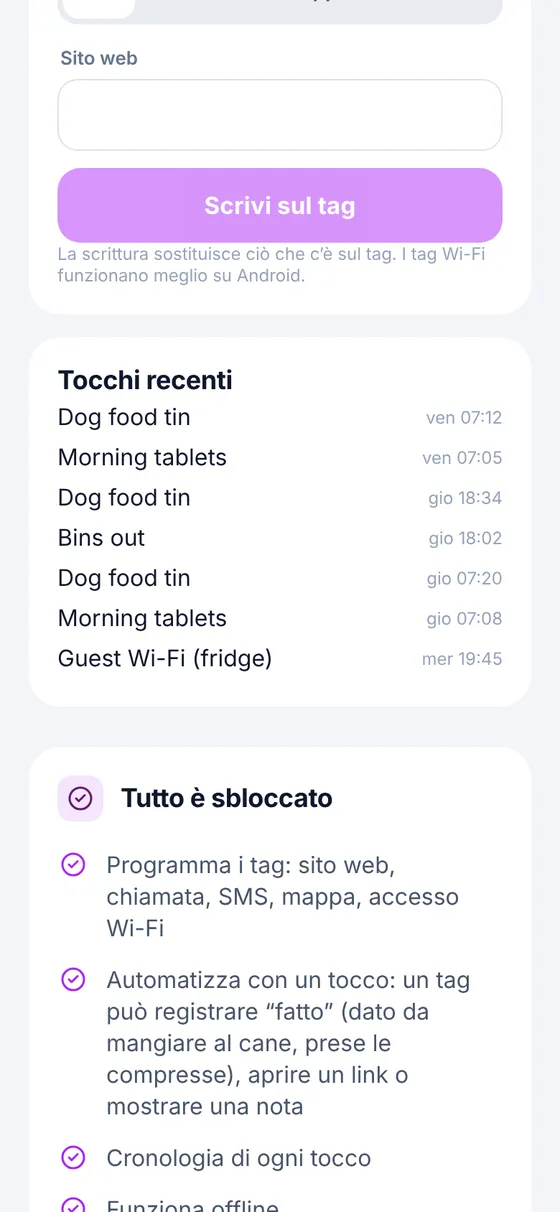 Sito web
Scrivi sul tag
La scrittura sostituisce ciò che c’è sul tag. I tag Wi-Fi
funzionano meglio su Android.
Tocchi recenti
Dog food tin ven 07:12
Morning tablets ven 07:05
Dog food tin gio 18:34
Bins out gio 18:02
Dog food tin gio 07:20
Morning tablets gio 07:08
Guest Wi-Fi (fridge) mer 19:45
Tutto è sbloccato
Programma i tag: sito web,
chiamata, SMS, mappa, accesso
Wi-Fi
Automatizza con un tocco: un tag
può registrare “fatto” (dato da
mangiare al cane, prese le
compresse), aprire un link o
mostrare una nota
Cronologia di ogni tocco
Funziona offline